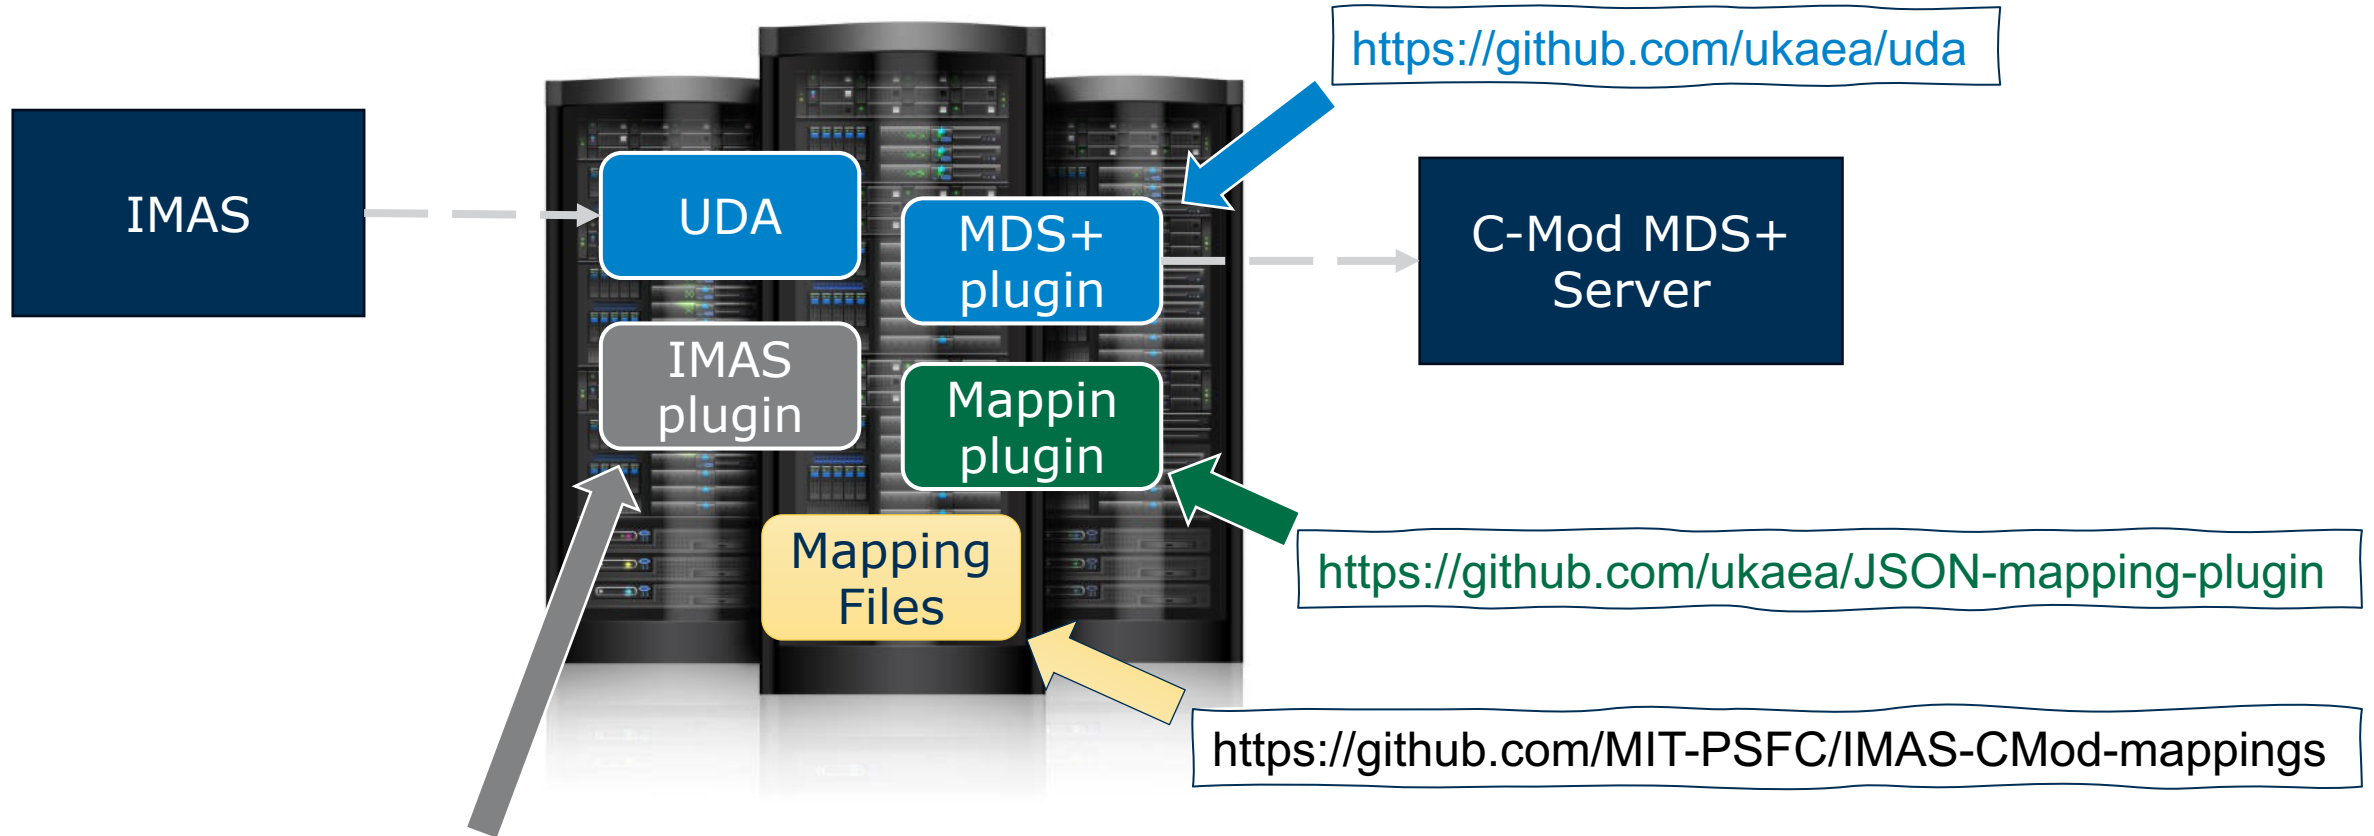 https://github.com/ukaea/uda
IMAS
UDA
MDS+
plugin
C-Mod MDS+
Server
IMAS
plugin
Mappin
plugin
Mapping
Files
https://github.com/ukaea/JSON-mapping-plugin
https://github.com/MIT-PSFC/IMAS-CMod-mappings